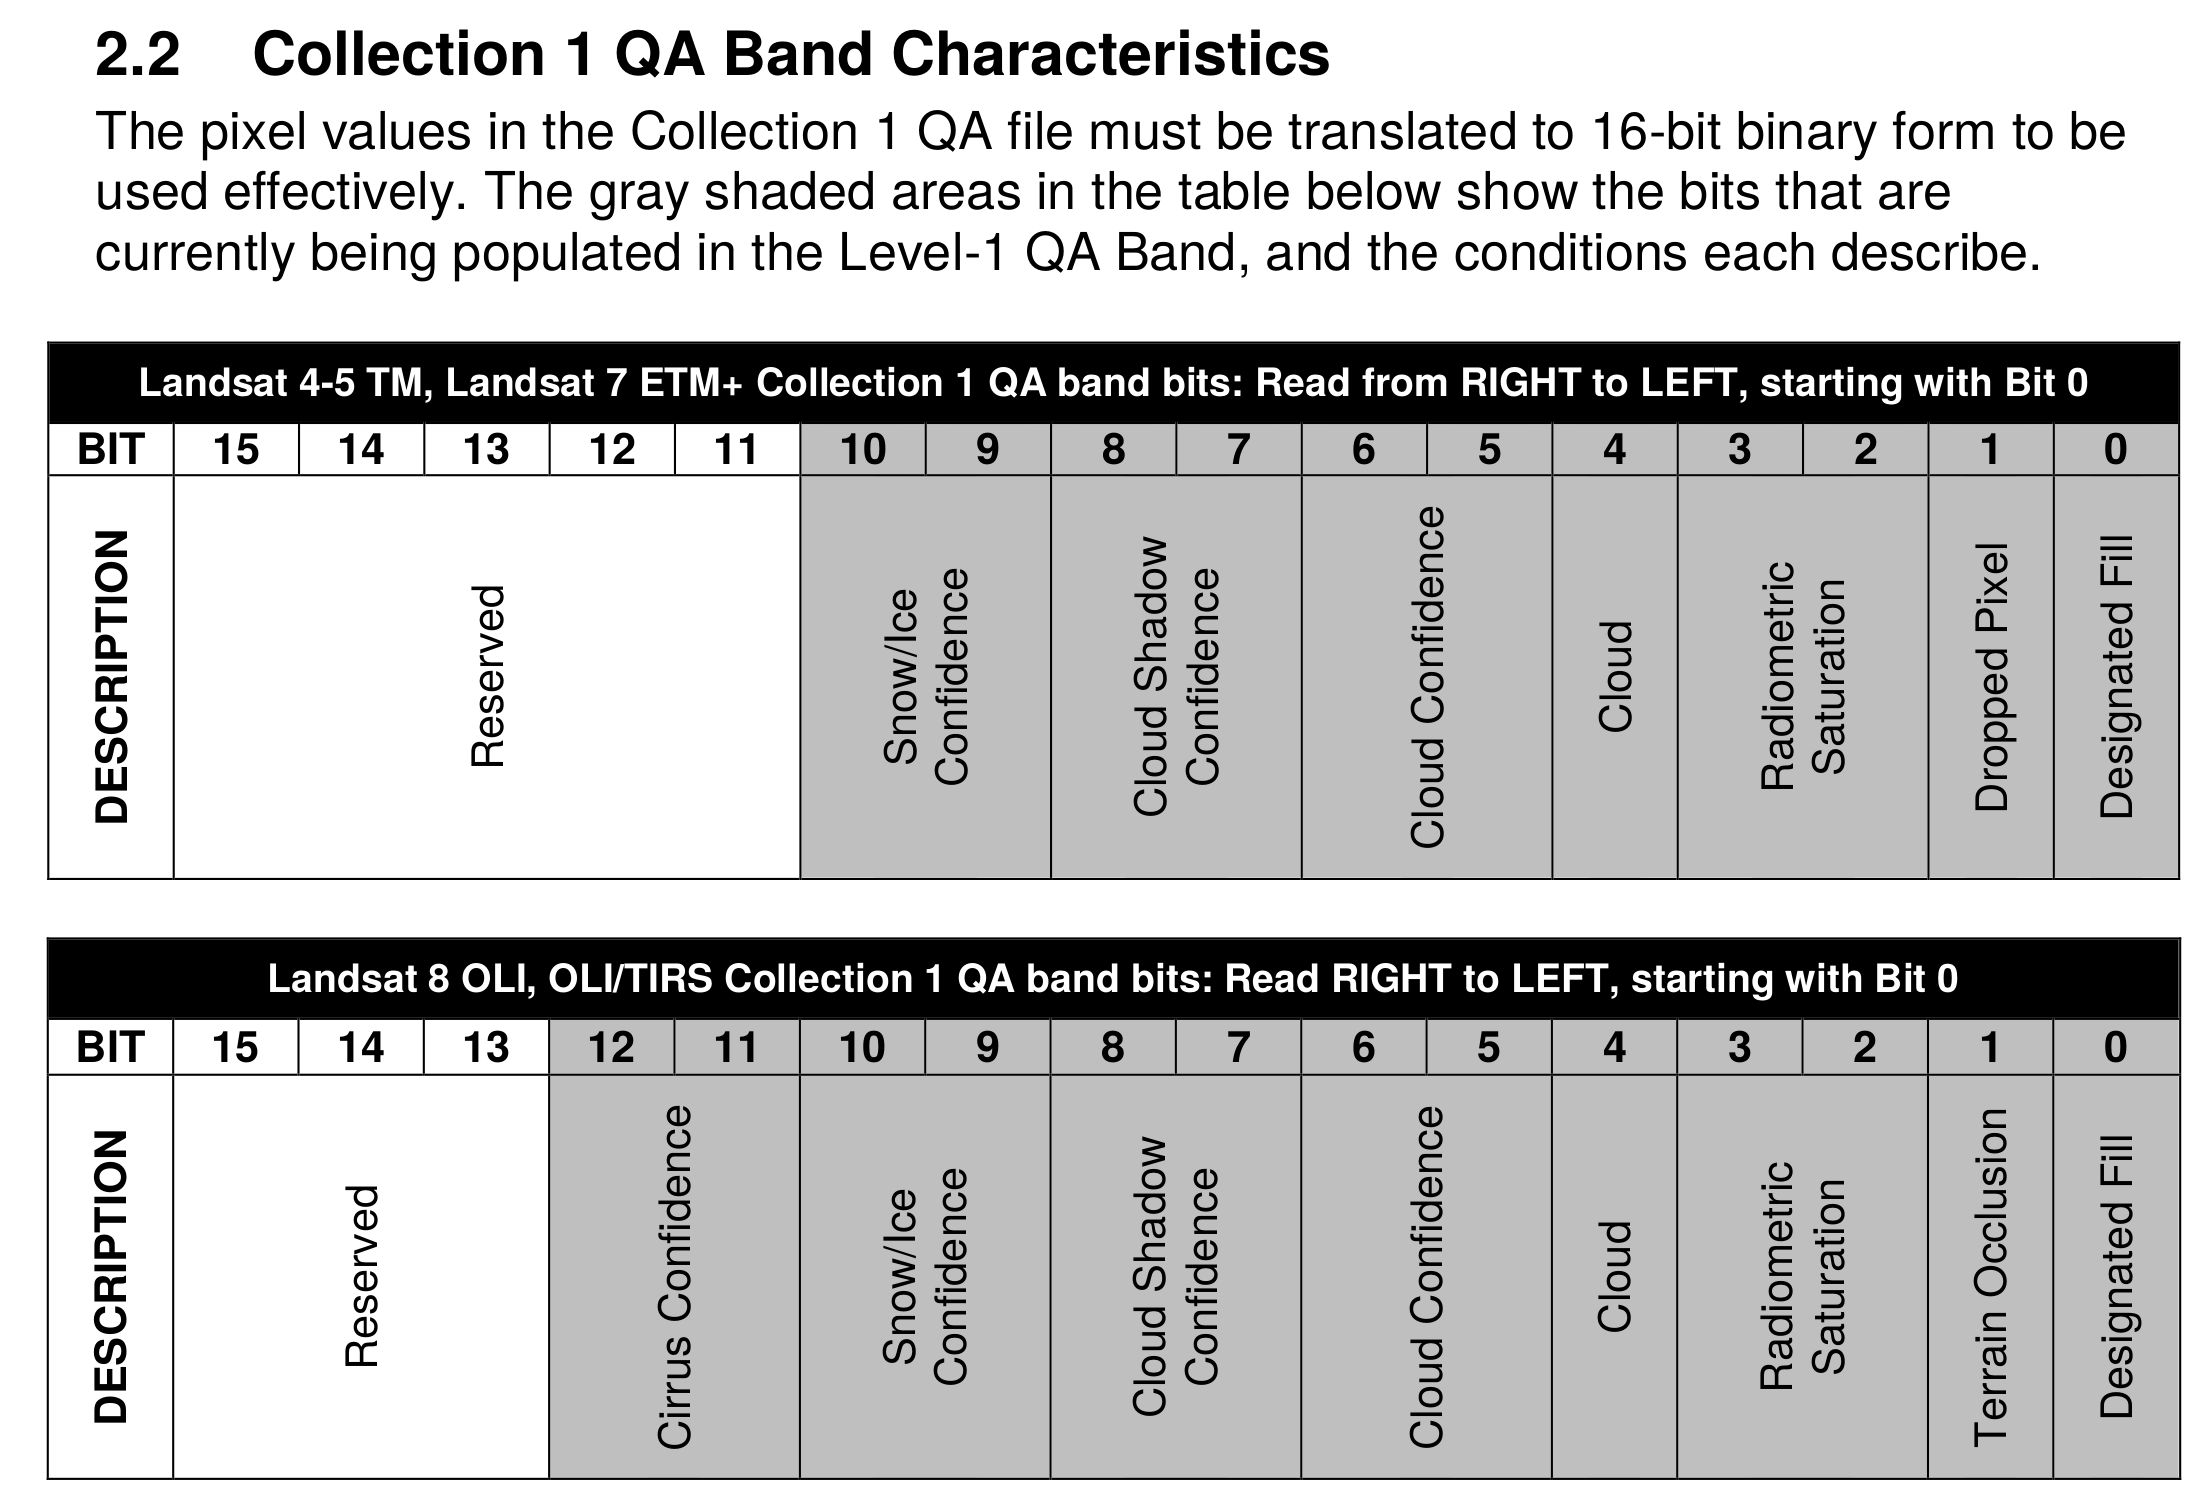 2.2 Collection 1 QA Band Characteristics
The pixel values in the Collection 1 QA file must be translated to 16-bit binary form to be
used effectively. The gray shaded areas in the table below show the bits that are
currently being populated in the Level-1 QA Band, and the conditions each describe.
Landsat 4-5 TM, Landsat 7 ETM+ Collection 1 QA band bits: Read from RIGHT to LEFT, starting with Bit 0
BIT 15 14 13 12 11 10 9 8 7 6 5 4 3 2 1 0
DESCRIPTION
Reserved
Snow/Ice
Confidence
Cloud Shadow
Confidence
Cloud Confidence
Cloud
Radiometric
Saturation
Dropped Pixel
Designated Fill
Landsat 8 OLI, OLI/TIRS Collection 1 QA band bits: Read RIGHT to LEFT, starting with Bit 0
BIT 15 14 13 12 11 10 9 8 7 6 5 4 3 2 1 0
DESCRIPTION
Reserved
Cirrus Confidence
Snow/Ice
Confidence
Cloud Shadow
Confidence
Cloud Confidence
Cloud
Radiometric
Saturation
Terrain Occlusion
Designated Fill